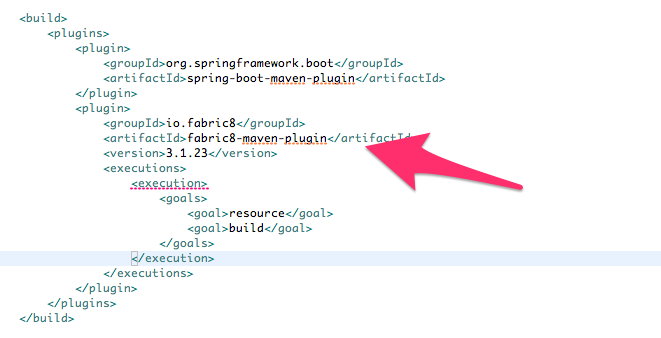 <build>
<plugins>
<plugin>
<groupId>org.springframework.boot</groupId>
<artifactId>spring-boot-maven-plugin</artifactId>
</plugin>
<plugin>
<groupId>io.fabric8</groupId>
<artifactId>fabric8-maven-plugin</artifactId>
<version>3.1.23</version>
<executions>
<execution>
<goals>
<goal>resource</goal>
<goal>build</goal>
</goals>
</execution>
</executions>
</plugin>
</plugins>
</build>